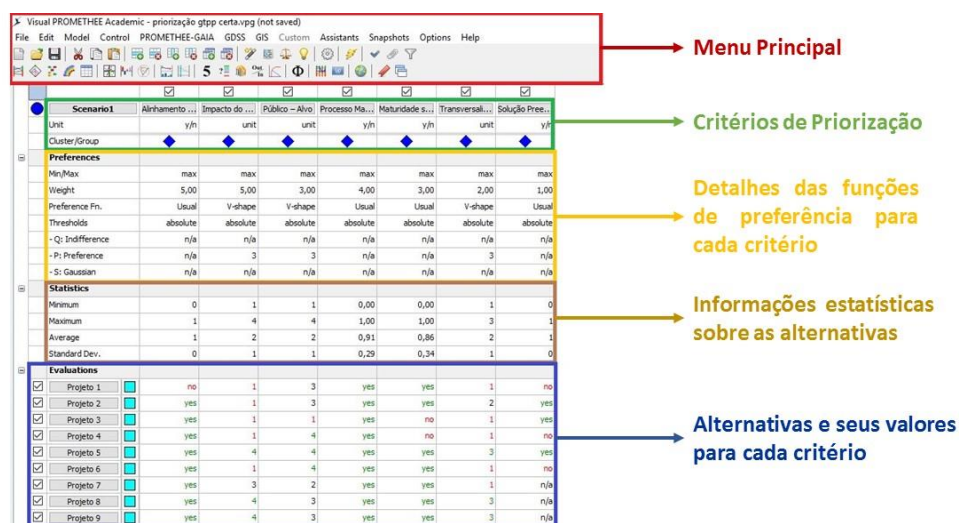 Visual PROMETHEE Academic - priorização gtpp certa.vpg (not saved)
File Edit Model Control PROMETHEE-GAIA GDSS GIS Custom Assistants Snapshots Options Help
Menu Principal
Scenario1 Alinhamento ... Impacto do ... Público – Alvo Processo Ma... Maturidade s... Transversali... Solução Pree...
Unit y/n unit unit y/n y/n unit y/n
Cluster/Group
Critérios de Priorização
Preferences
Min/Max max max max max max max max
Weight 5,00 5,00 3,00 4,00 3,00 2,00 1,00
Preference Fn. Usual V-shape V-shape Usual Usual V-shape Usual
Thresholds absolute absolute absolute absolute absolute absolute absolute
- Q: Indifference n/a n/a n/a n/a n/a n/a n/a
- P: Preference n/a 3 3 n/a n/a 3 n/a
- S: Gaussian n/a n/a n/a n/a n/a n/a n/a
Detalhes das funções
de preferência para
cada critério
Statistics
Minimum 0 1 1 0,00 0,00 1 0
Maximum 1 4 4 1,00 1,00 3 1
Average 1 2 2 0,91 0,86 2 1
Standard Dev. 0 1 1 0,29 0,34 1 0
Informações estatísticas
sobre as alternativas
Evaluations
Projeto 1 no 1 3 yes yes 1 no
Projeto 2 yes 1 3 yes yes 2 yes
Projeto 3 yes 1 1 yes no 1 yes
Projeto 4 yes 1 4 yes no 1 no
Projeto 5 yes 4 4 yes yes 3 yes
Projeto 6 yes 1 4 yes yes 1 no
Projeto 7 yes 3 2 yes yes 1 n/a
Projeto 8 yes 4 3 yes yes 3 n/a
Projeto 9 yes 4 3 yes yes 3 n/a
Alternativas e seus valores
para cada critério